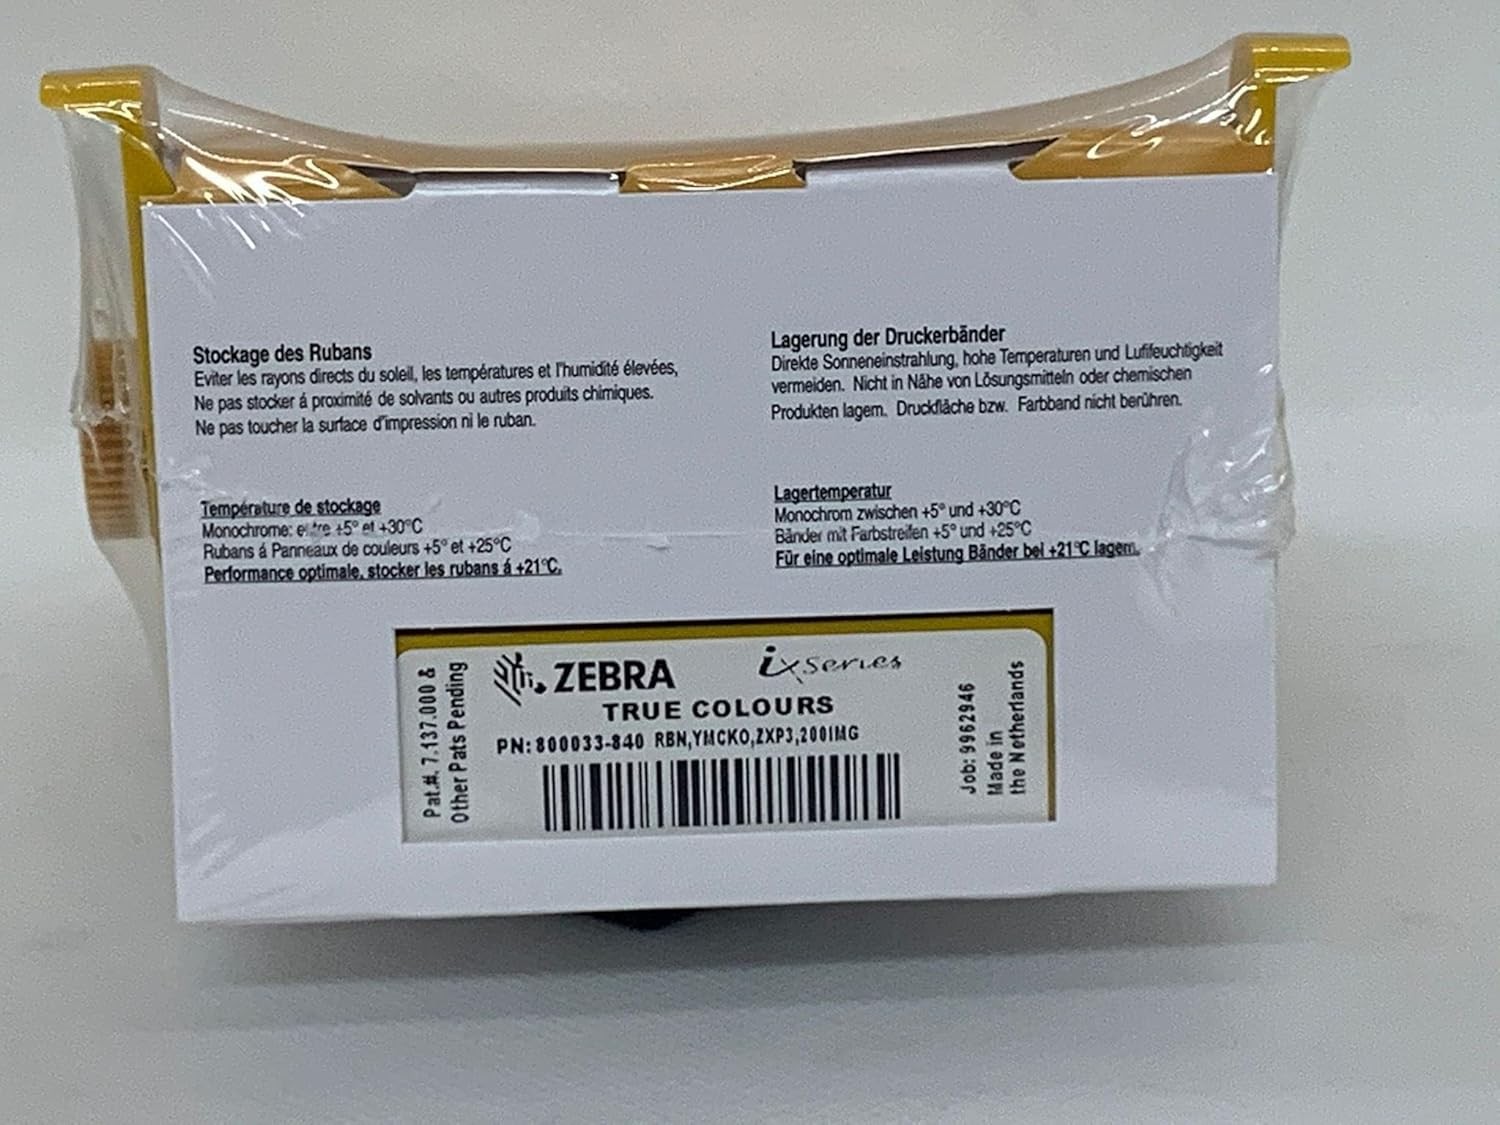 Stockage des Rubans
Eviter les rayons directs du soleil, les températures et l'humidité élevées,
Ne pas stocker á proximité de solvants ou autres produits chimiques.
Ne pas toucher la surface d'impression ni le ruban.
Température de stockage
Monochrome: entre +5° et +30°C
Rubans á Panneaux de couleurs +5° et +25°C
Performance optimale, stocker les rubans á +21°C.
Lagerung der Druckerbänder
Direkte Sonneneinstrahlung, hohe Temperaturen und Luftfeuchtigkeit
vermeiden. Nicht in Nähe von Lösungsmitteln oder chemischen
Produkten lagern. Druckfläche bzw. Farbband nicht berühren.
Lagertemperatur
Monochrom zwischen +5° und +30°C
Bänder mit Farbstreifen +5° und +25°C
Für eine optimale Leistung Bänder bei +21°C lagern.
Pat.#. 7.137.000 &
Other Pats Pending
ZEBRA
ixseries
TRUE COLOURS
PN:800033-840 RBN,YMCKO,ZXP3,200IMG
Job: 9962946
Made in
the Netherlands